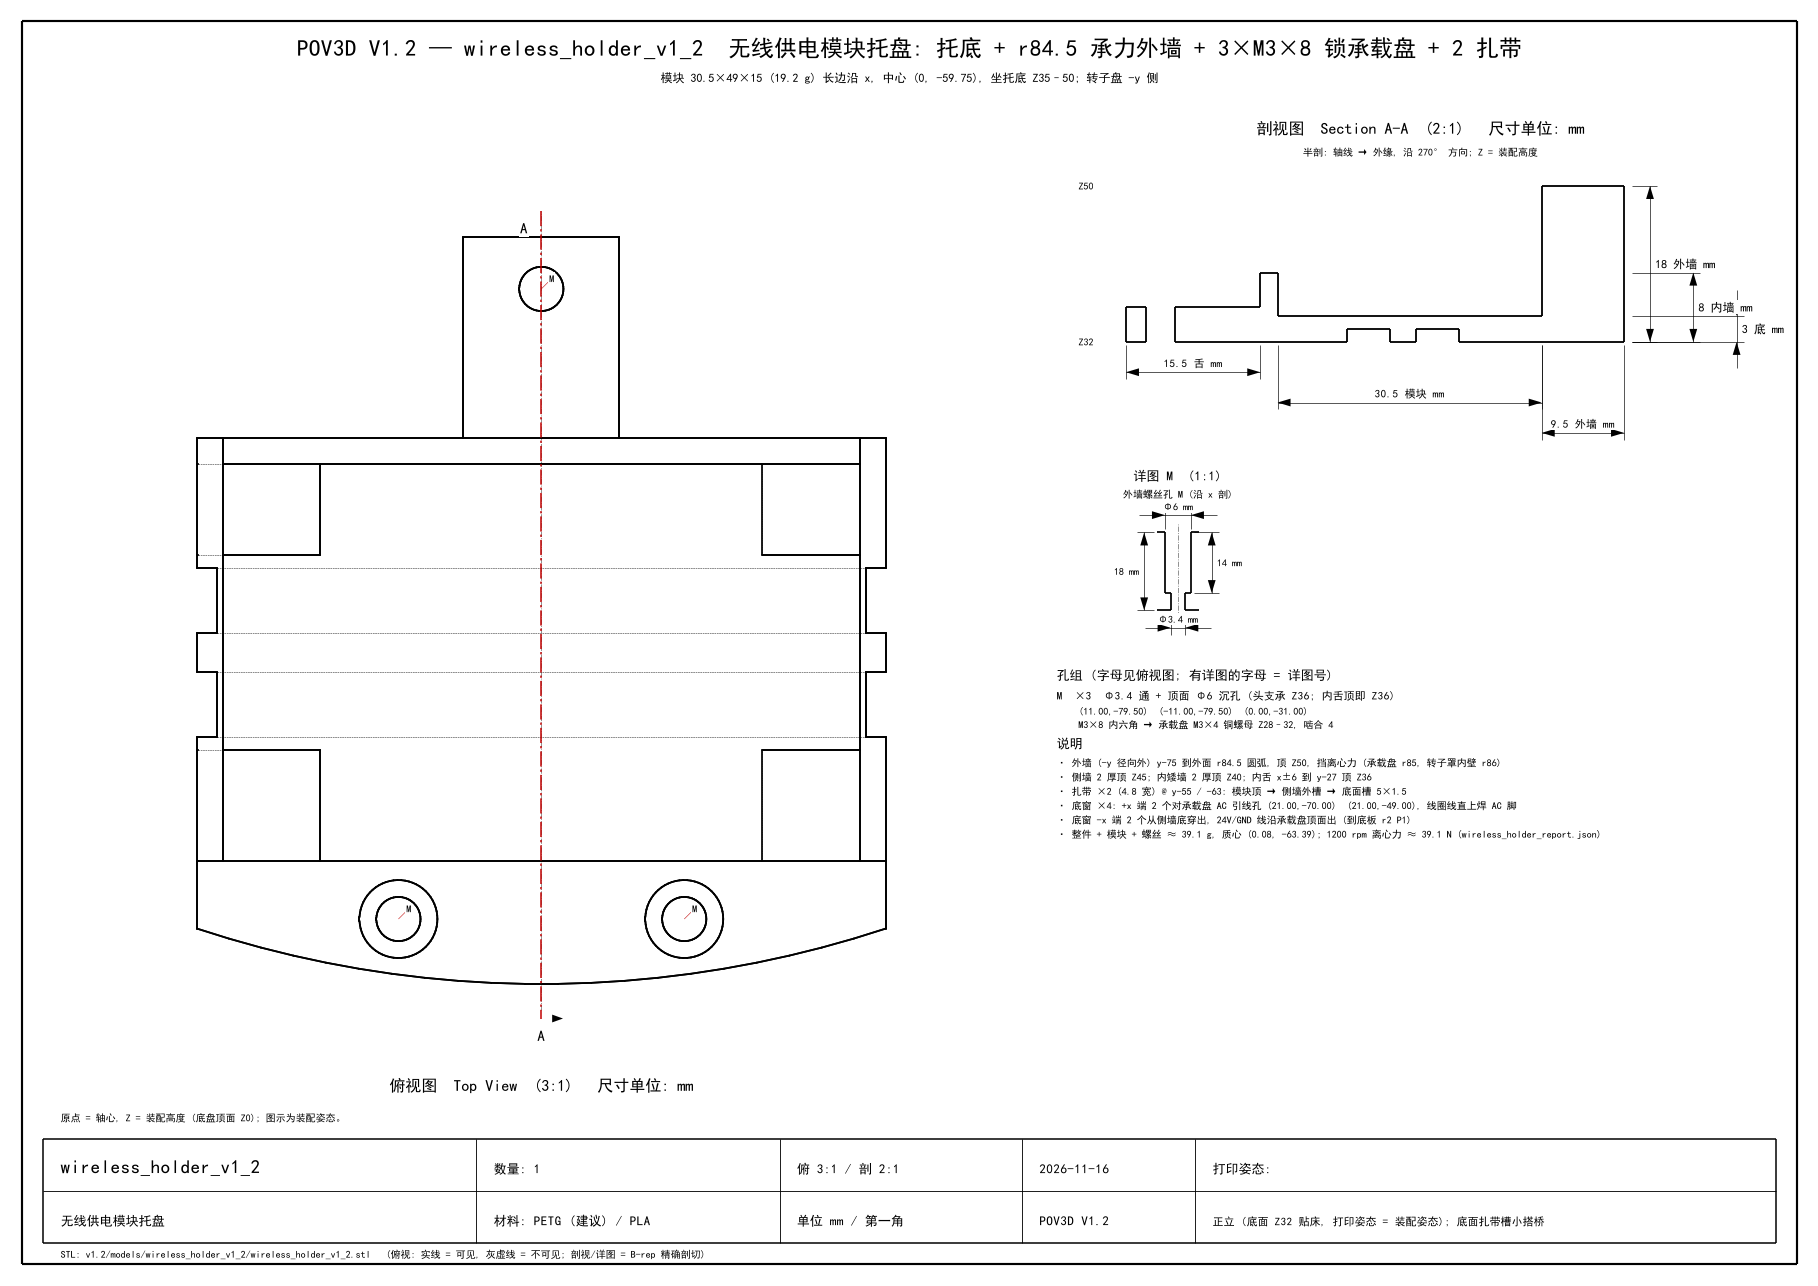 POV3D V1.2 — wireless_holder_v1_2  无线供电模块托盘: 托底 + r84.5 承力外墙 + 3×M3×8 锁承载盘 + 2 扎带
模块 30.5×49×15 (19.2 g) 长边沿 x, 中心 (0, -59.75), 坐托底 Z35–50; 转子盘 -y 侧
剖视图  Section A-A  (2:1)   尺寸单位: mm
半剖: 轴线 → 外缘, 沿 270° 方向; Z = 装配高度
Z50
18 外墙 mm
8 内墙 mm
3 底 mm
Z32
15.5 舌 mm
30.5 模块 mm
9.5 外墙 mm
A
M
详图 M  (1:1)
外墙螺丝孔 M (沿 x 剖)
Φ6 mm
18 mm
14 mm
Φ3.4 mm
孔组 (字母见俯视图; 有详图的字母 = 详图号)
M  ×3  Φ3.4 通 + 顶面 Φ6 沉孔 (头支承 Z36; 内舌顶即 Z36)
(11.00,-79.50)  (-11.00,-79.50)  (0.00,-31.00)
M3×8 内六角 → 承载盘 M3×4 铜螺母 Z28–32, 啮合 4
说明
· 外墙 (-y 径向外) y-75 到外面 r84.5 圆弧, 顶 Z50, 挡离心力 (承载盘 r85, 转子罩内壁 r86)
· 侧墙 2 厚顶 Z45; 内矮墙 2 厚顶 Z40; 内舌 x±6 到 y-27 顶 Z36
· 扎带 ×2 (4.8 宽) @ y-55 / -63: 模块顶 → 侧墙外槽 → 底面槽 5×1.5
· 底窗 ×4: +x 端 2 个对承载盘 AC 引线孔 (21.00,-70.00)  (21.00,-49.00), 线圈线直上焊 AC 脚
· 底窗 -x 端 2 个从侧墙底穿出, 24V/GND 线沿承载盘顶面出 (到底板 r2 P1)
· 整件 + 模块 + 螺丝 ≈ 39.1 g, 质心 (0.08, -63.39); 1200 rpm 离心力 ≈ 39.1 N (wireless_holder_report.json)
M
M
A
俯视图  Top View  (3:1)   尺寸单位: mm
原点 = 轴心, Z = 装配高度 (底盘顶面 Z0); 图示为装配姿态。
wireless_holder_v1_2
数量: 1
俯 3:1 / 剖 2:1
2026-11-16
打印姿态:
无线供电模块托盘
材料: PETG (建议) / PLA
单位 mm / 第一角
POV3D V1.2
正立 (底面 Z32 贴床, 打印姿态 = 装配姿态); 底面扎带槽小搭桥
STL: v1.2/models/wireless_holder_v1_2/wireless_holder_v1_2.stl   (俯视: 实线 = 可见, 灰虚线 = 不可见; 剖视/详图 = B-rep 精确剖切)